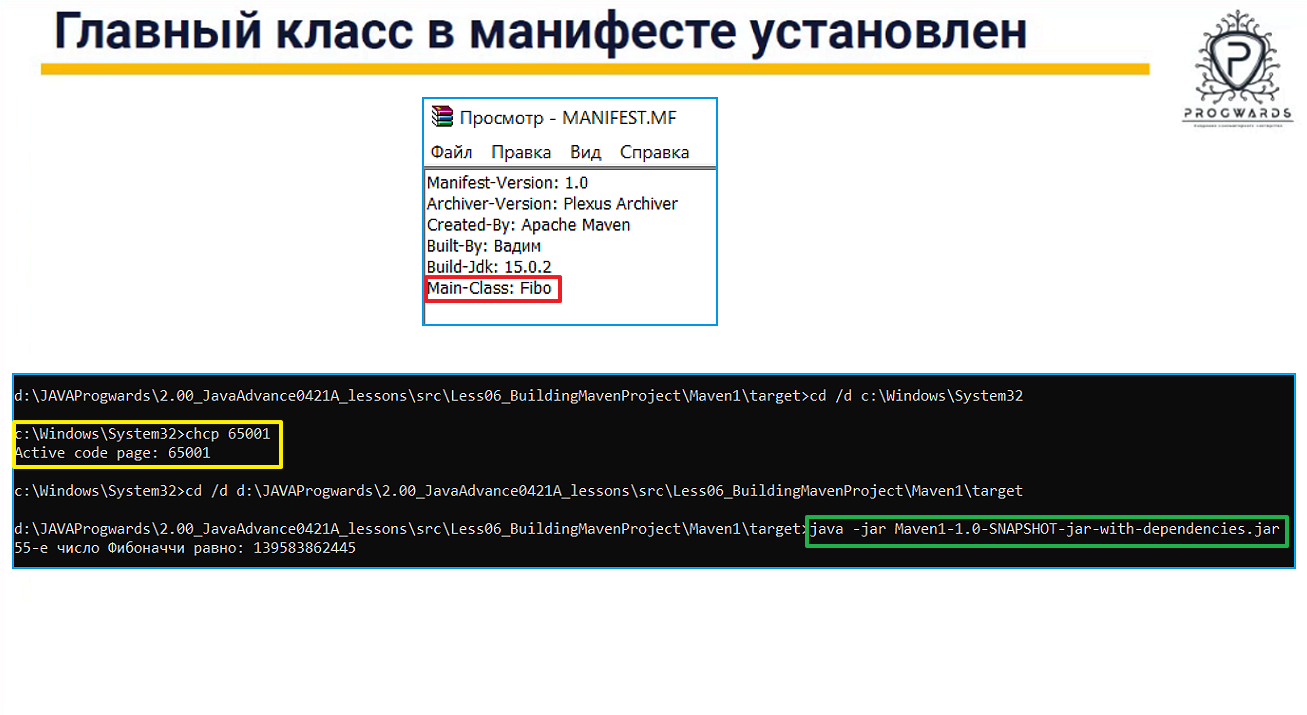 Главный класс в манифесте установлен
PROGWARDS
Просмотр - MANIFEST.MF
Файл Правка Вид Справка
Manifest-Version: 1.0
Archiver-Version: Plexus Archiver
Created-By: Apache Maven
Built-By: Вадим
Build-Jdk: 15.0.2
Main-Class: Fibo
d:\JAVAProgwards\2.00_JavaAdvance0421A_lessons\src\Less06_BuildingMavenProject\Maven1\target>cd /d c:\Windows\System32
c:\Windows\System32>chcp 65001
Active code page: 65001
c:\Windows\System32>cd /d d:\JAVAProgwards\2.00_JavaAdvance0421A_lessons\src\Less06_BuildingMavenProject\Maven1\target
d:\JAVAProgwards\2.00_JavaAdvance0421A_lessons\src\Less06_BuildingMavenProject\Maven1\target>java -jar Maven1-1.0-SNAPSHOT-jar-with-dependencies.jar
55-е число Фибоначчи равно: 139583862445